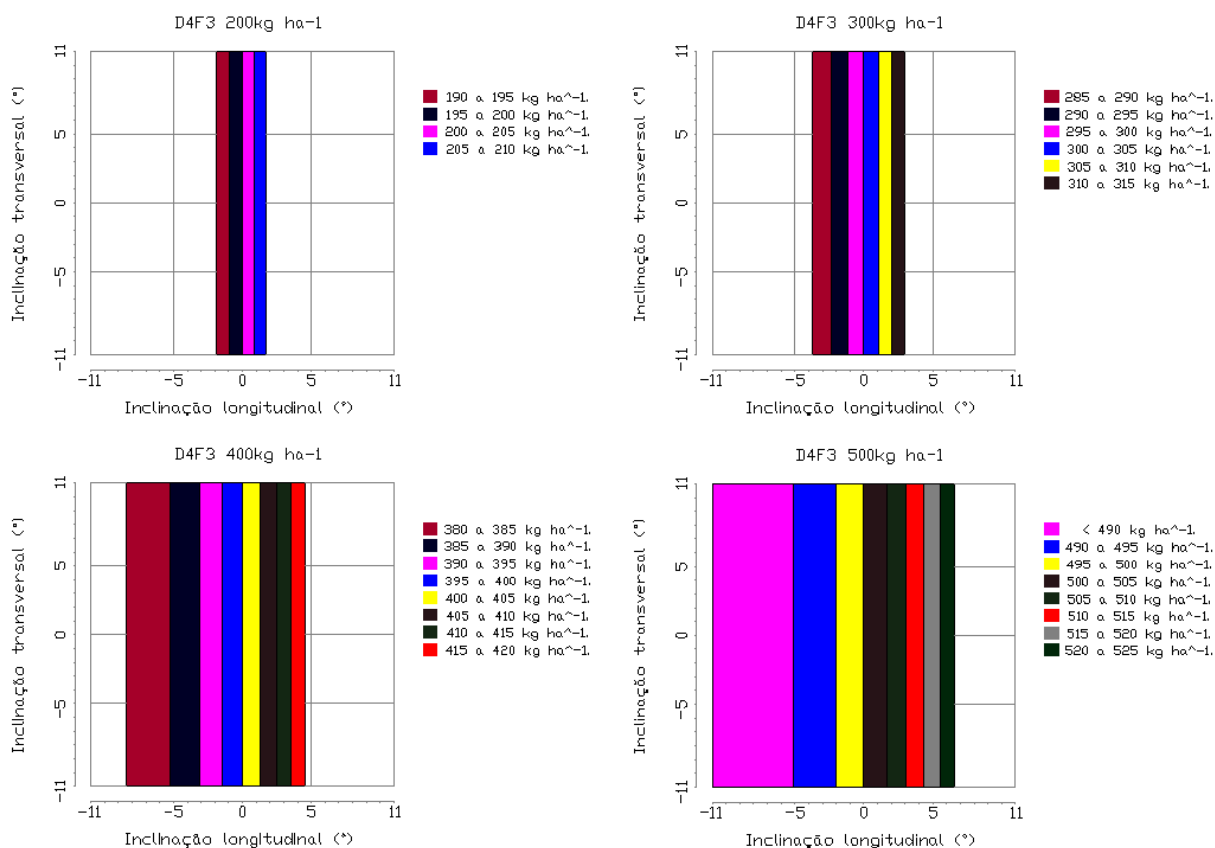 D4F3 200kg ha-1
Inclinação transversal (°)
11
5
0
-5
-11
-11 -5 0 5 11
Inclinação longitudinal (°)
190 a 195 kg ha^-1.
195 a 200 kg ha^-1.
200 a 205 kg ha^-1.
205 a 210 kg ha^-1.
D4F3 300kg ha-1
Inclinação transversal (°)
11
5
0
-5
-11
-11 -5 0 5 11
Inclinação longitudinal (°)
285 a 290 kg ha^-1.
290 a 295 kg ha^-1.
295 a 300 kg ha^-1.
300 a 305 kg ha^-1.
305 a 310 kg ha^-1.
310 a 315 kg ha^-1.
D4F3 400kg ha-1
Inclinação transversal (°)
11
5
0
-5
-11
-11 -5 0 5 11
Inclinação longitudinal (°)
380 a 385 kg ha^-1.
385 a 390 kg ha^-1.
390 a 395 kg ha^-1.
395 a 400 kg ha^-1.
400 a 405 kg ha^-1.
405 a 410 kg ha^-1.
410 a 415 kg ha^-1.
415 a 420 kg ha^-1.
D4F3 500kg ha-1
Inclinação transversal (°)
11
5
0
-5
-11
-11 -5 0 5 11
Inclinação longitudinal (°)
< 490 kg ha^-1.
490 a 495 kg ha^-1.
495 a 500 kg ha^-1.
500 a 505 kg ha^-1.
505 a 510 kg ha^-1.
510 a 515 kg ha^-1.
515 a 520 kg ha^-1.
520 a 525 kg ha^-1.